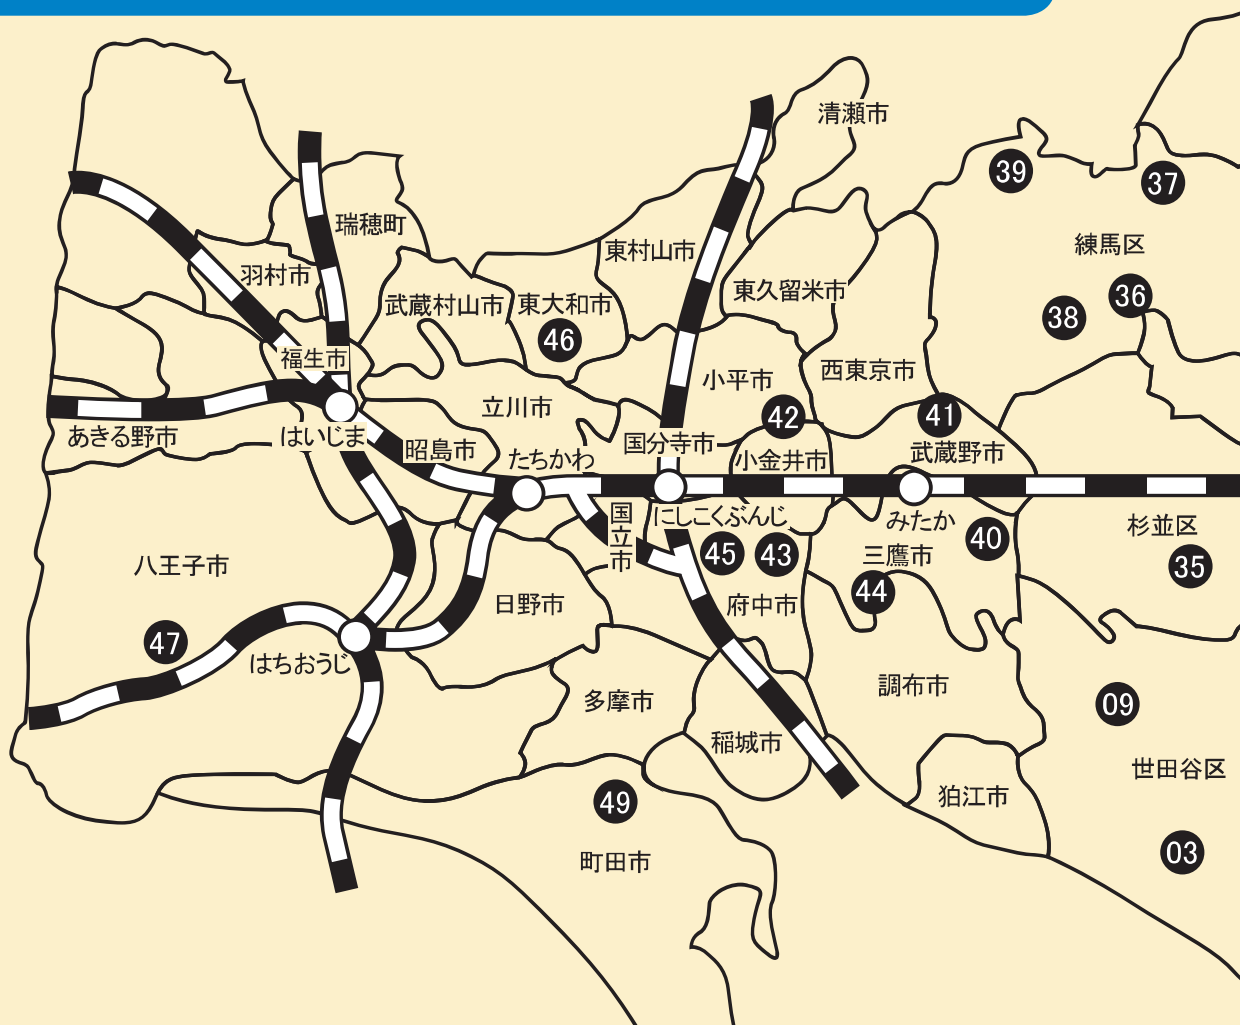 清瀬市
39
37
瑞穂町
練馬区
東村山市
羽村市
東久留米市
36
武蔵村山市
東大和市
38
46
福生市
西東京市
小平市
立川市
42
41
あきる野市
はいじま
昭島市
国分寺市
武蔵野市
たちかわ
小金井市
国立市
にしこくぶんじ
みたか
杉並区
40
45
43
三鷹市
八王子市
35
44
日野市
府中市
47
はちおうじ
調布市
多摩市
09
稲城市
世田谷区
狛江市
49
03
町田市